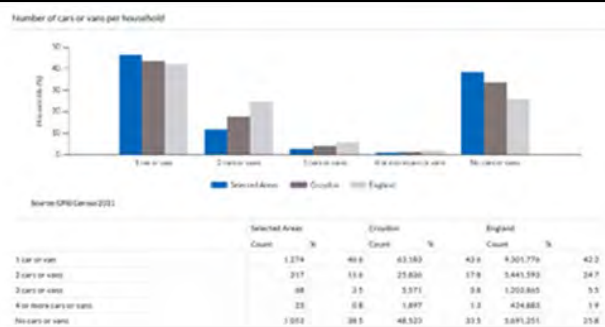 Number of cars or vans per household
50
40
30
20
10
0
Households (%)
1 car or van
2 cars or vans
3 cars or vans
4 or more cars or vans
No cars or vans
Selected Areas
Croydon
England
Source: ONS Census 2011
Selected Areas Croydon England
Count % Count % Count %
1 car or van 1,274 46.6 63,183 43.6 9,301,776 42.2
2 cars or vans 317 11.6 25,826 17.8 5,441,593 24.7
3 cars or vans 68 2.5 5,571 3.8 1,203,865 5.5
4 or more cars or vans 23 0.8 1,897 1.3 424,883 1.9
No cars or vans 1,053 38.5 48,523 33.5 5,691,251 25.8